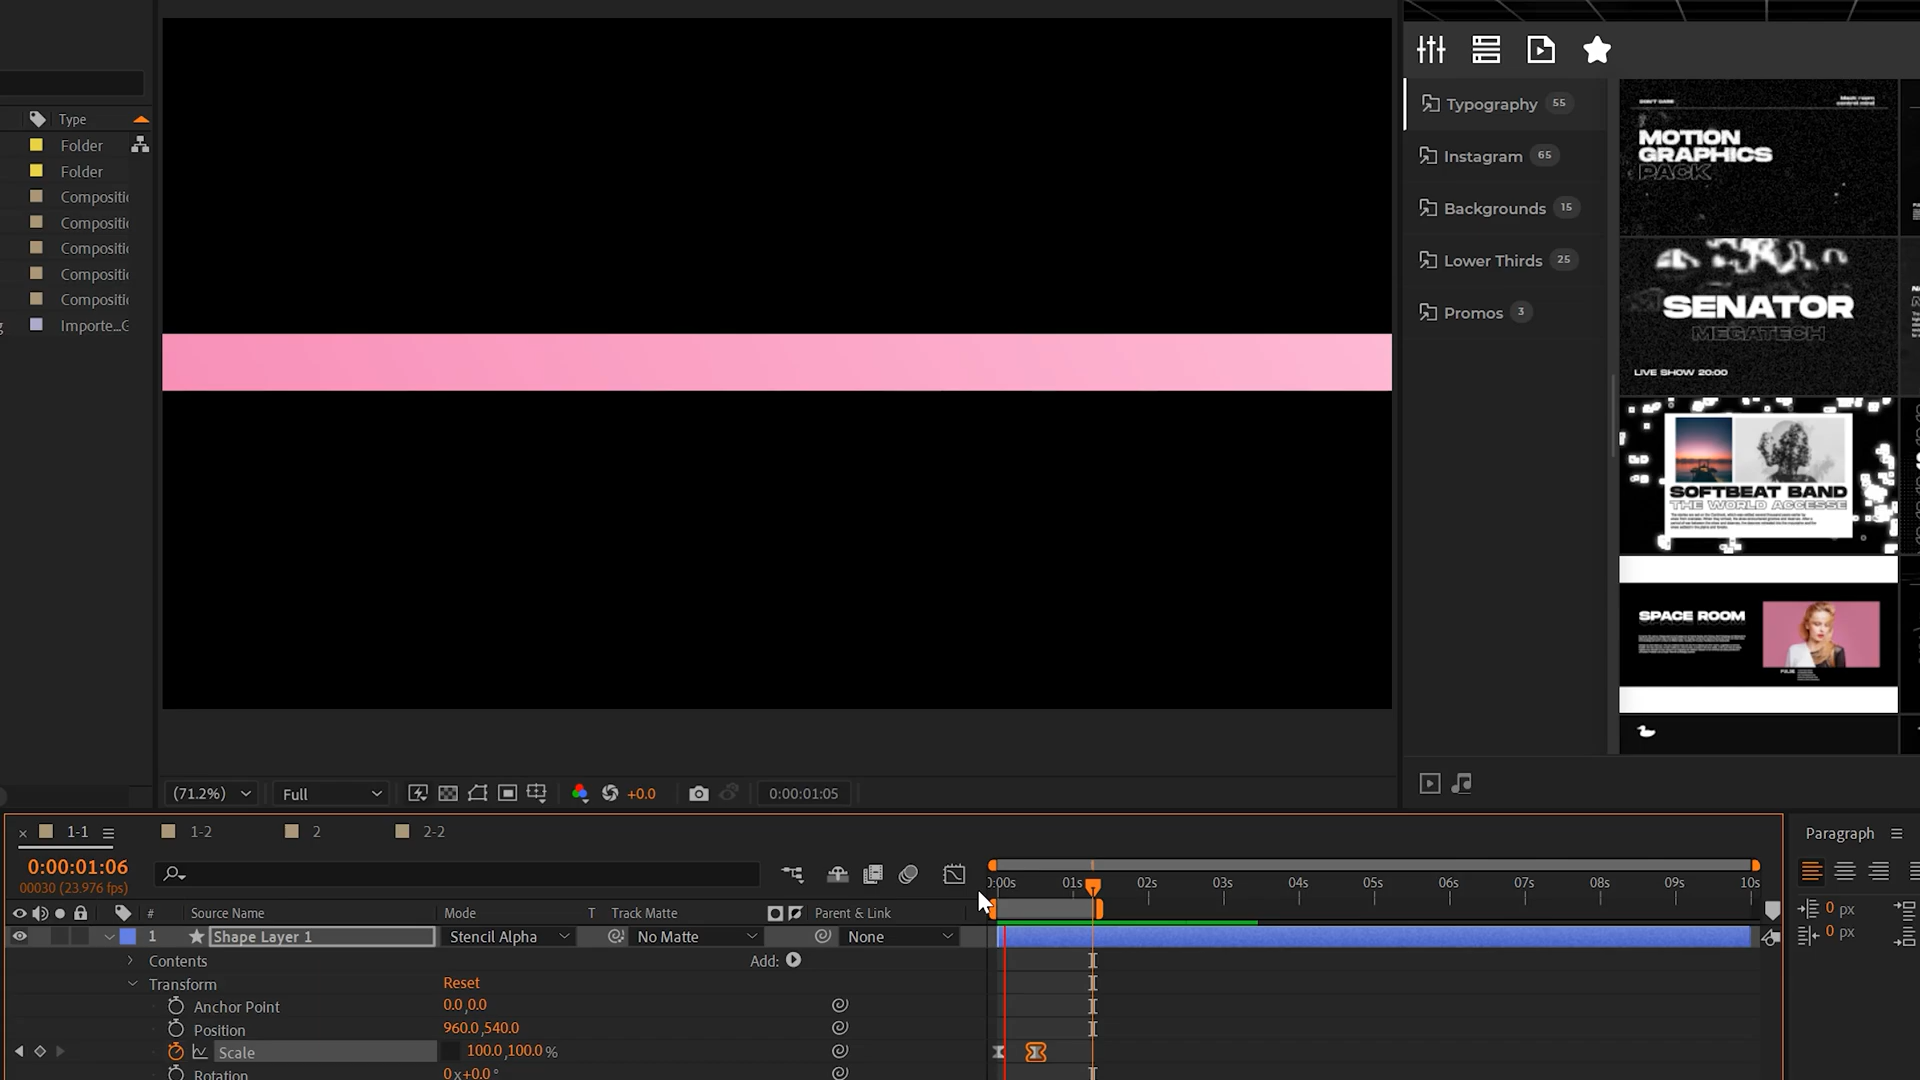 Type
Folder
Folder
Compositi
Compositi
Compositi
Compositi
Compositi
Importe...G
(71.2%)
Full
+0.0
0:00:01:05
Typography 55
Instagram 65
Backgrounds 15
Lower Thirds 25
Promos 3
MOTION
GRAPHICS
PACK
SENATOR
MEGATECH
LIVE SHOW 20:00
SOFTBEAT BAND
THE WORLD ACCESSE
SPACE ROOM
1-1
1-2
2
2-2
0:00:01:06
00030 (23.976 fps)
0:00s 01s 02s 03s 04s 05s 06s 07s 08s 09s 10s
# Source Name Mode T Track Matte Parent & Link
1 Shape Layer 1 Stencil Alpha No Matte None
Contents Add:
Transform Reset
Anchor Point 0.0,0.0
Position 960.0,540.0
Scale 100.0,100.0 %
Rotation 0x+0.0°
Paragraph
0 px
0 px